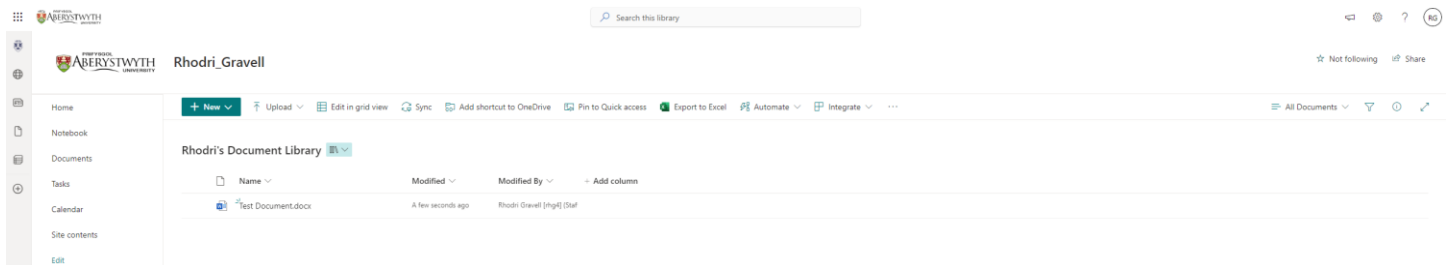 PRIFYSGOL
ABERYSTWYTH
UNIVERSITY
Search this library
?
RG
PRIFYSGOL
ABERYSTWYTH
UNIVERSITY
Rhodri_Gravell
Not following
Share
Home
Notebook
Documents
Tasks
Calendar
Site contents
Edit
+ New
Upload
Edit in grid view
Sync
Add shortcut to OneDrive
Pin to Quick access
Export to Excel
Automate
Integrate
···
All Documents
Rhodri's Document Library
Name
Modified
Modified By
+ Add column
Test Document.docx
A few seconds ago
Rhodri Gravell [rhg4] (Staf